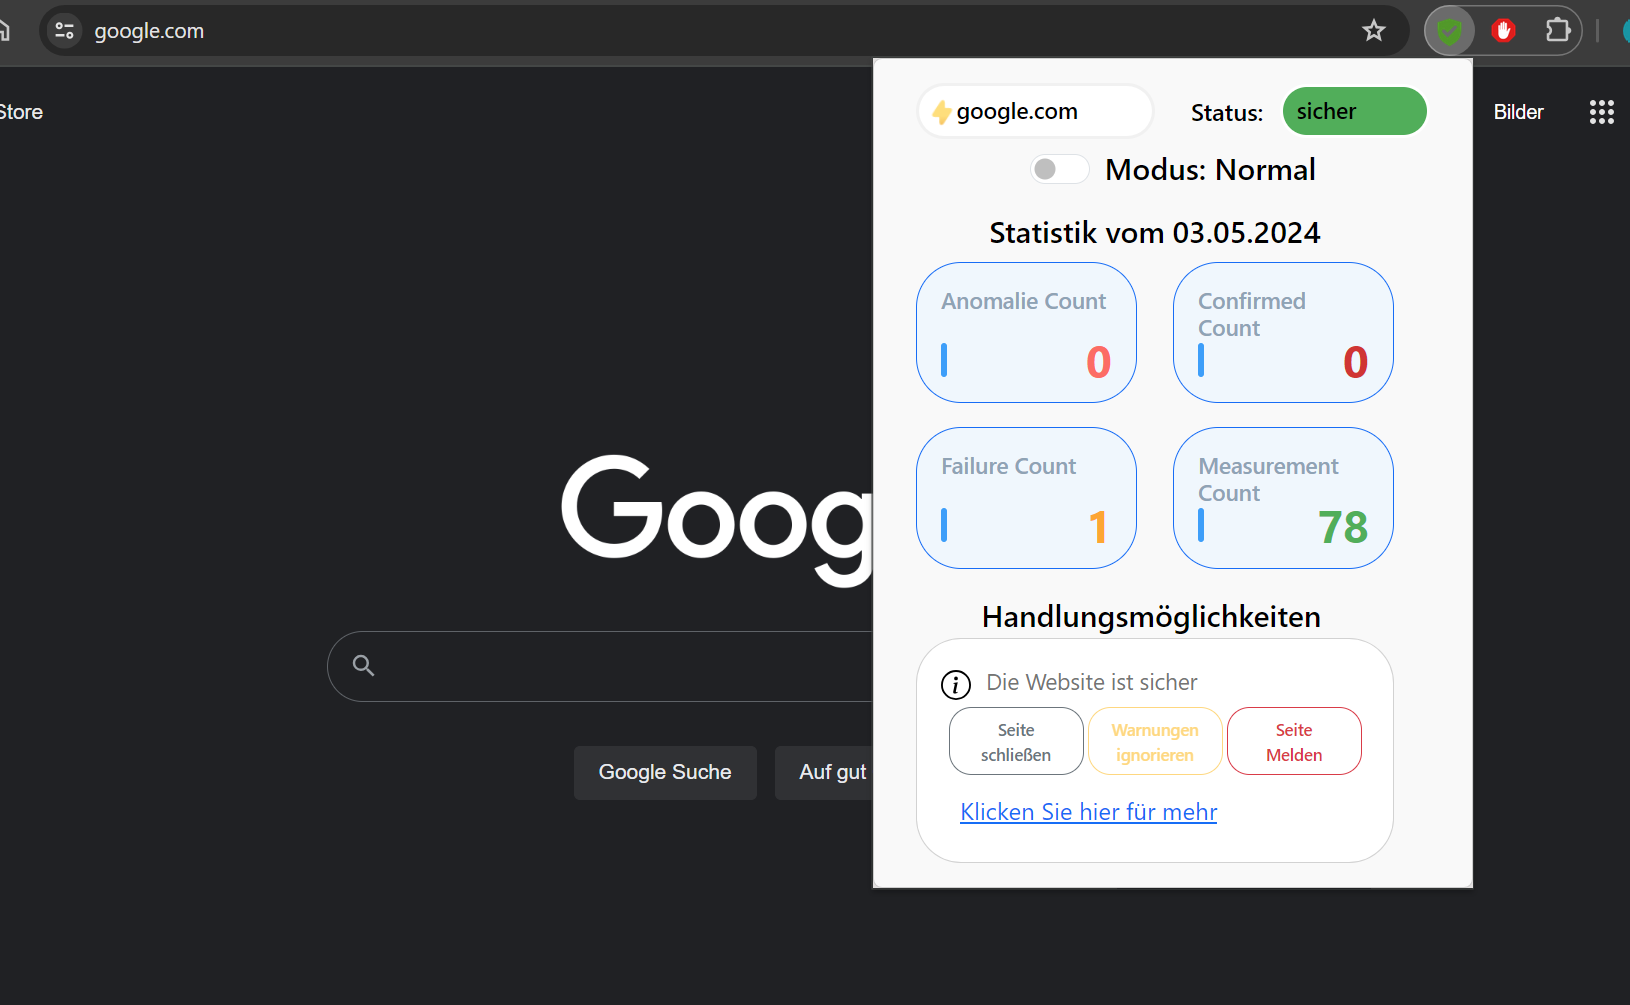 google.com
Store
Bilder
google.com
Status:
sicher
Modus: Normal
Statistik vom 03.05.2024
Anomalie Count
0
Confirmed
Count
0
Failure Count
1
Measurement
Count
78
Handlungsmöglichkeiten
i Die Website ist sicher
Seite
schließen
Warnungen
ignorieren
Seite
Melden
Klicken Sie hier für mehr
Goog
Google Suche
Auf gut